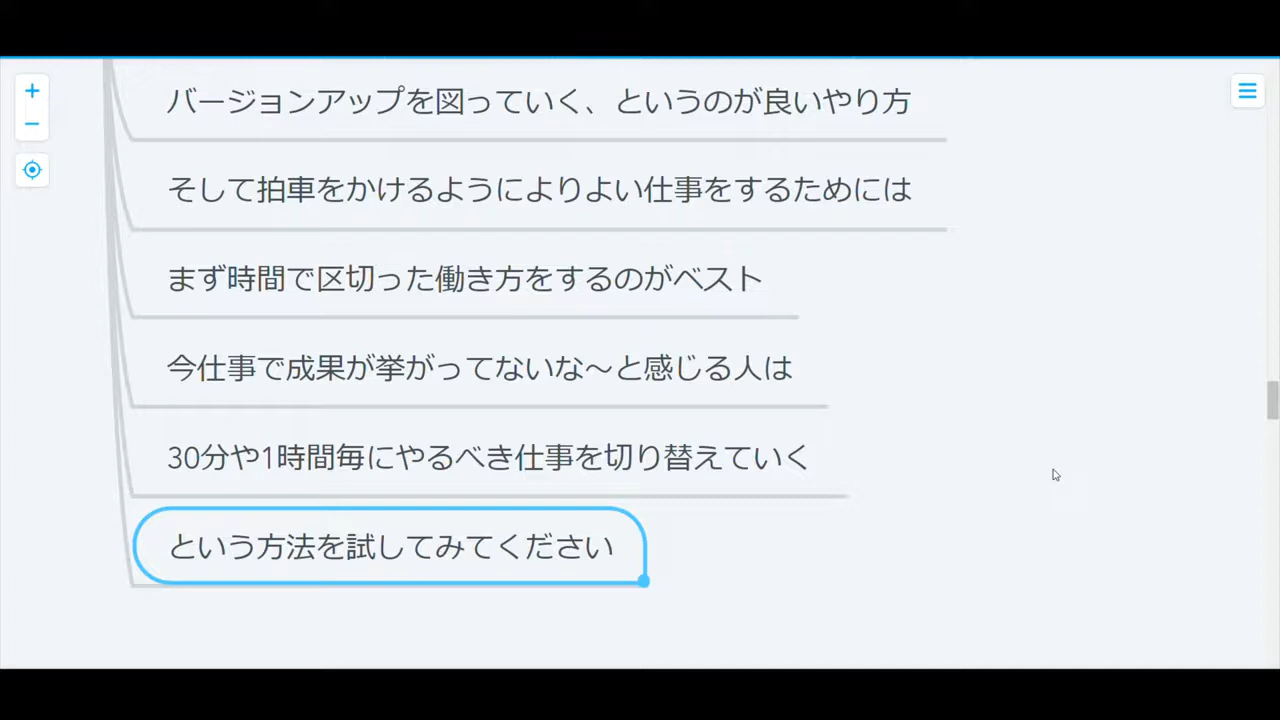 バージョンアップを図っていく、というのが良いやり方
そして拍車をかけるようによりよい仕事をするためには
まず時間で区切った働き方をするのがベスト
今仕事で成果が挙がってないな～と感じる人は
30分や1時間毎にやるべき仕事を切り替えていく
という方法を試してみてください